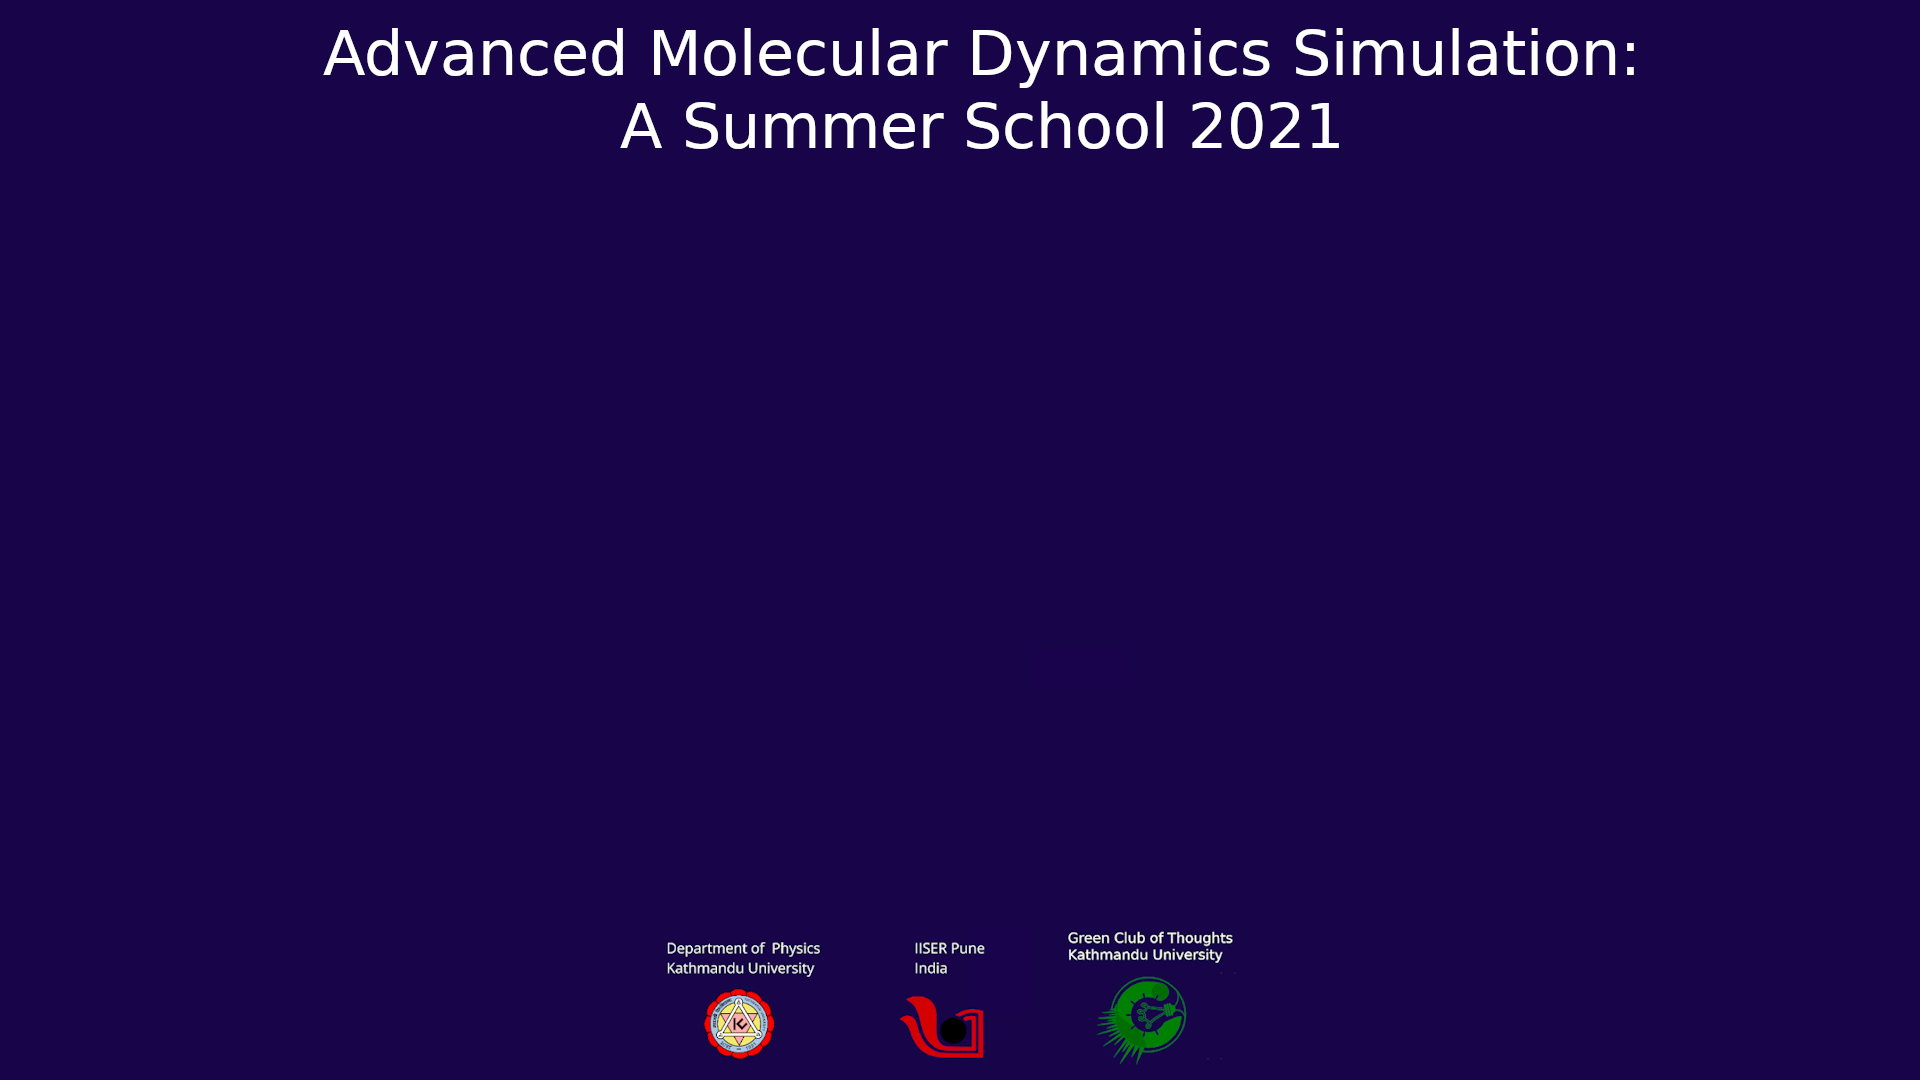 Advanced Molecular Dynamics Simulation:
A Summer School 2021
Department of Physics
Kathmandu University
IISER Pune
India
Green Club of Thoughts
Kathmandu University